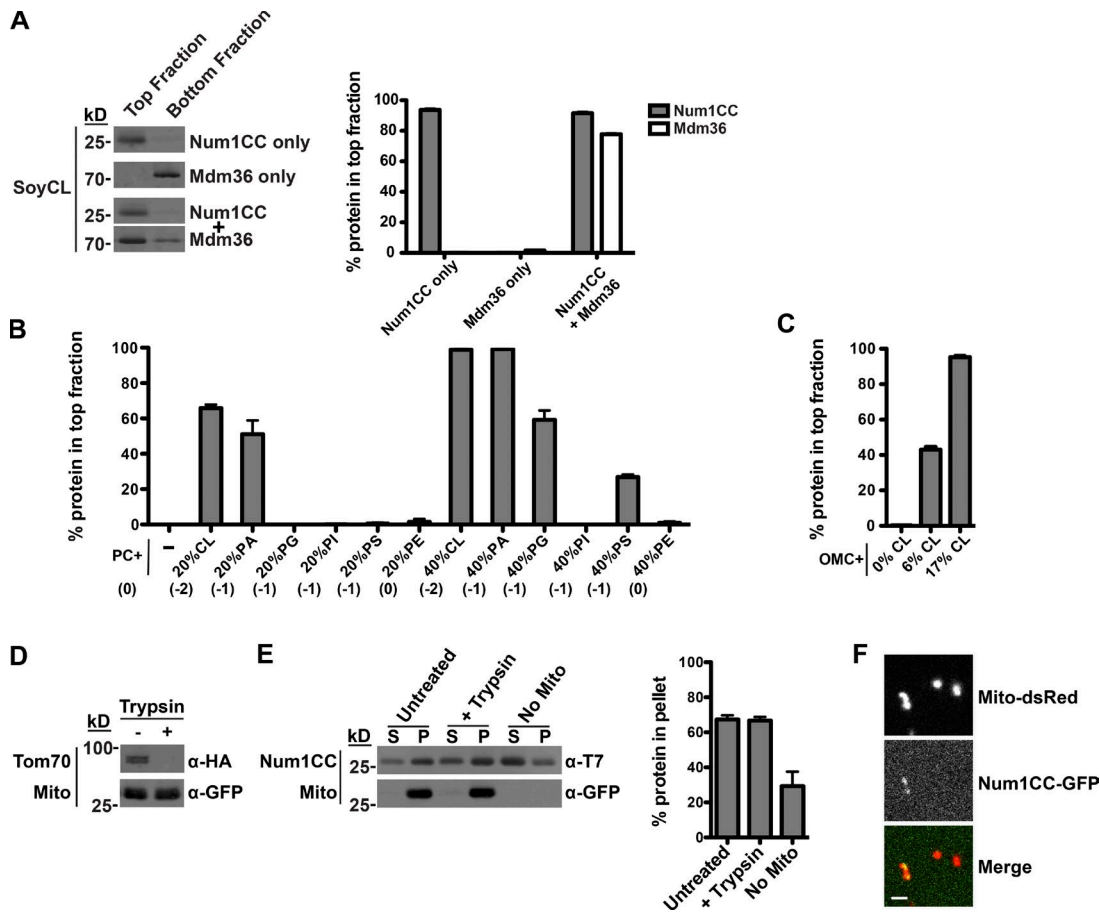 A
kD
Top Fraction
Bottom Fraction
SoyCL
25-
Num1CC only
70-
Mdm36 only
25-
Num1CC
+
70-
Mdm36
% protein in top fraction
100
80
60
40
20
0
Num1CC only
Mdm36 only
Num1CC
+ Mdm36
Num1CC
Mdm36
B
% protein in top fraction
100
80
60
40
20
0
PC+
– 20%CL 20%PA 20%PG 20%PI 20%PS 20%PE 40%CL 40%PA 40%PG 40%PI 40%PS 40%PE
(0) (-2) (-1) (-1) (-1) (-1) (0) (-2) (-1) (-1) (-1) (-1) (0)
C
% protein in top fraction
100
80
60
40
20
0
OMC+
0% CL 6% CL 17% CL
D
Trypsin
kD - +
100-
Tom70
α-HA
Mito
α-GFP
25-
E
Untreated + Trypsin No Mito
kD S P S P S P
Num1CC
25-
α-T7
Mito
α-GFP
25-
% protein in pellet
100
80
60
40
20
0
Untreated
+ Trypsin
No Mito
F
Mito-dsRed
Num1CC-GFP
Merge